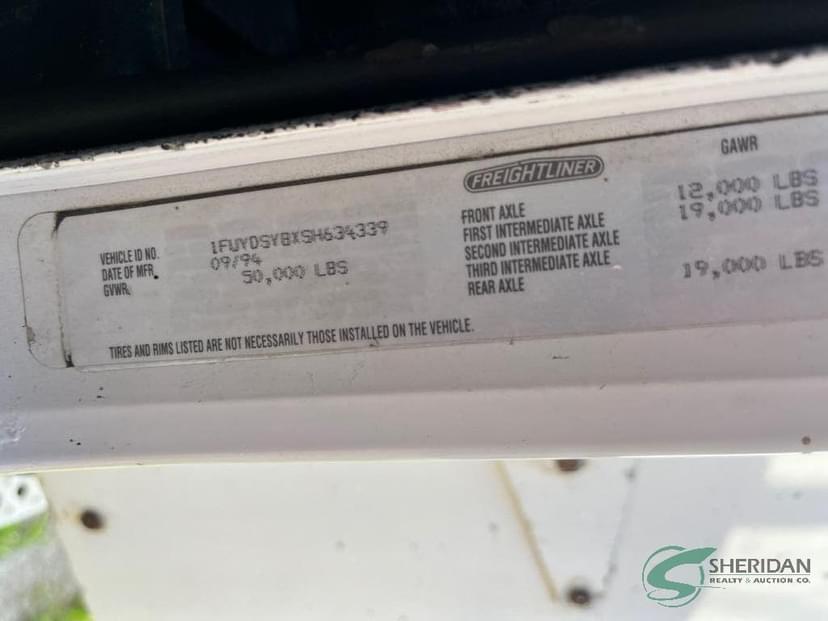 FREIGHTLINER
GAWR
VEHICLE ID NO. 1FUYDSYBXSH634339
DATE OF MFR. 09/94
GVWR. 50,000 LBS
FRONT AXLE 12,000 LBS
FIRST INTERMEDIATE AXLE 19,000 LBS
SECOND INTERMEDIATE AXLE
THIRD INTERMEDIATE AXLE
REAR AXLE 19,000 LBS
TIRES AND RIMS LISTED ARE NOT NECESSARILY THOSE INSTALLED ON THE VEHICLE.
SHERIDAN
REALTY & AUCTION CO.